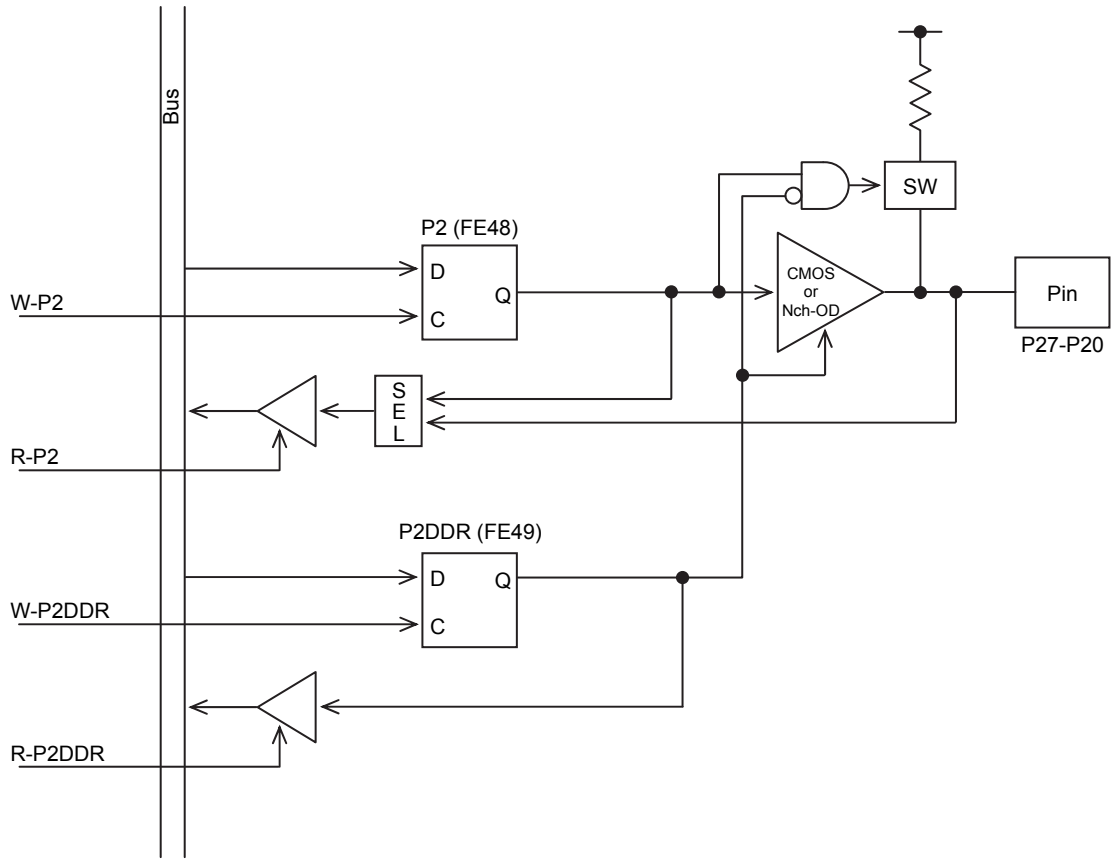 Bus
SW
P2 (FE48)
D
Q
C
CMOS
or
Nch-OD
Pin
P27-P20
W-P2
S
E
L
R-P2
P2DDR (FE49)
D
Q
C
W-P2DDR
R-P2DDR